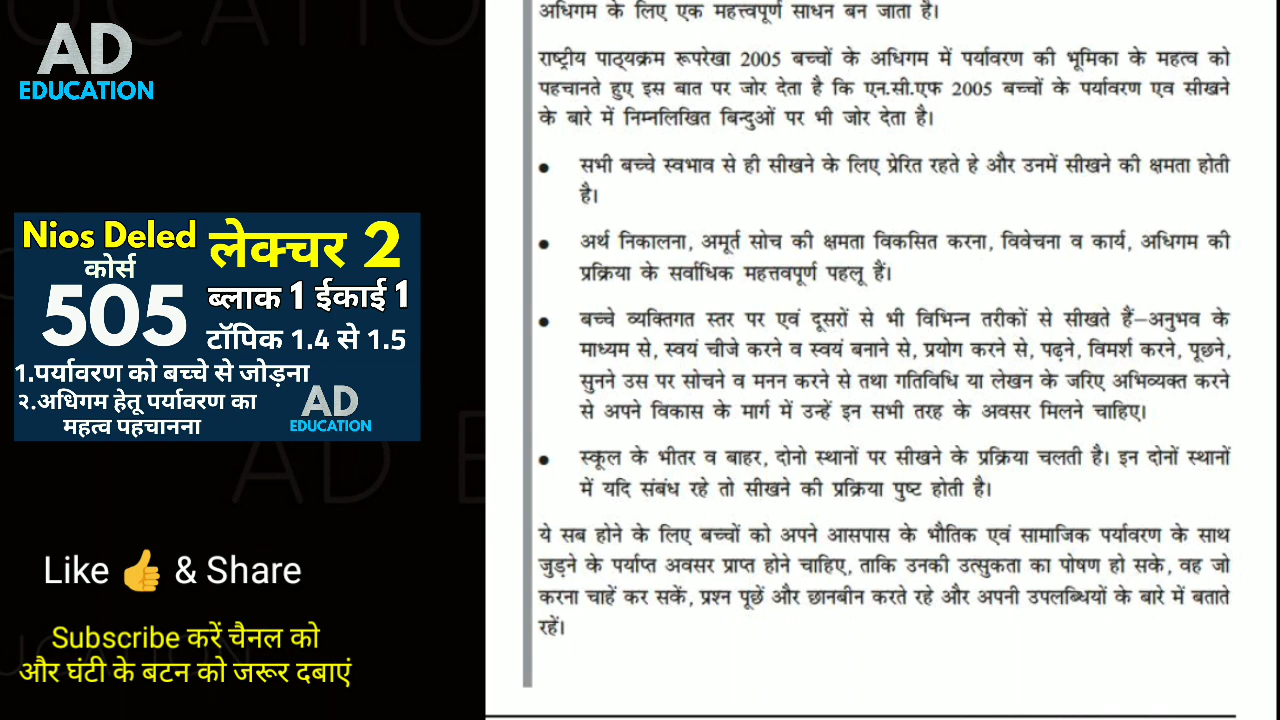 AD
EDUCATION
Nios Deled
कोर्स
505
लेक्चर 2
ब्लाक 1 ईकाई 1
टॉपिक 1.4 से 1.5
1.पर्यावरण को बच्चे से जोड़ना
२.अधिगम हेतू पर्यावरण का
महत्व पहचानना
AD
EDUCATION
Like 👍 & Share
Subscribe करें चैनल को
और घंटी के बटन को जरूर दबाएं
अधिगम के लिए एक महत्त्वपूर्ण साधन बन जाता है।
राष्ट्रीय पाठ्यक्रम रूपरेखा 2005 बच्चों के अधिगम में पर्यावरण की भूमिका के महत्व को
पहचानते हुए इस बात पर जोर देता है कि एन.सी.एफ 2005 बच्चों के पर्यावरण एव सीखने
के बारे में निम्नलिखित बिन्दुओं पर भी जोर देता है।
● सभी बच्चे स्वभाव से ही सीखने के लिए प्रेरित रहते हे और उनमें सीखने की क्षमता होती
है।
● अर्थ निकालना, अमूर्त सोच की क्षमता विकसित करना, विवेचना व कार्य, अधिगम की
प्रक्रिया के सर्वाधिक महत्तवपूर्ण पहलू हैं।
● बच्चे व्यक्तिगत स्तर पर एवं दूसरों से भी विभिन्न तरीकों से सीखते हैं–अनुभव के
माध्यम से, स्वयं चीजे करने व स्वयं बनाने से, प्रयोग करने से, पढ़ने, विमर्श करने, पूछने,
सुनने उस पर सोचने व मनन करने से तथा गतिविधि या लेखन के जरिए अभिव्यक्त करने
से अपने विकास के मार्ग में उन्हें इन सभी तरह के अवसर मिलने चाहिए।
● स्कूल के भीतर व बाहर, दोनो स्थानों पर सीखने के प्रक्रिया चलती है। इन दोनों स्थानों
में यदि संबंध रहे तो सीखने की प्रक्रिया पुष्ट होती है।
ये सब होने के लिए बच्चों को अपने आसपास के भौतिक एवं सामाजिक पर्यावरण के साथ
जुड़ने के पर्याप्त अवसर प्राप्त होने चाहिए, ताकि उनकी उत्सुकता का पोषण हो सके, वह जो
करना चाहें कर सकें, प्रश्न पूछें और छानबीन करते रहे और अपनी उपलब्धियों के बारे में बताते
रहें।